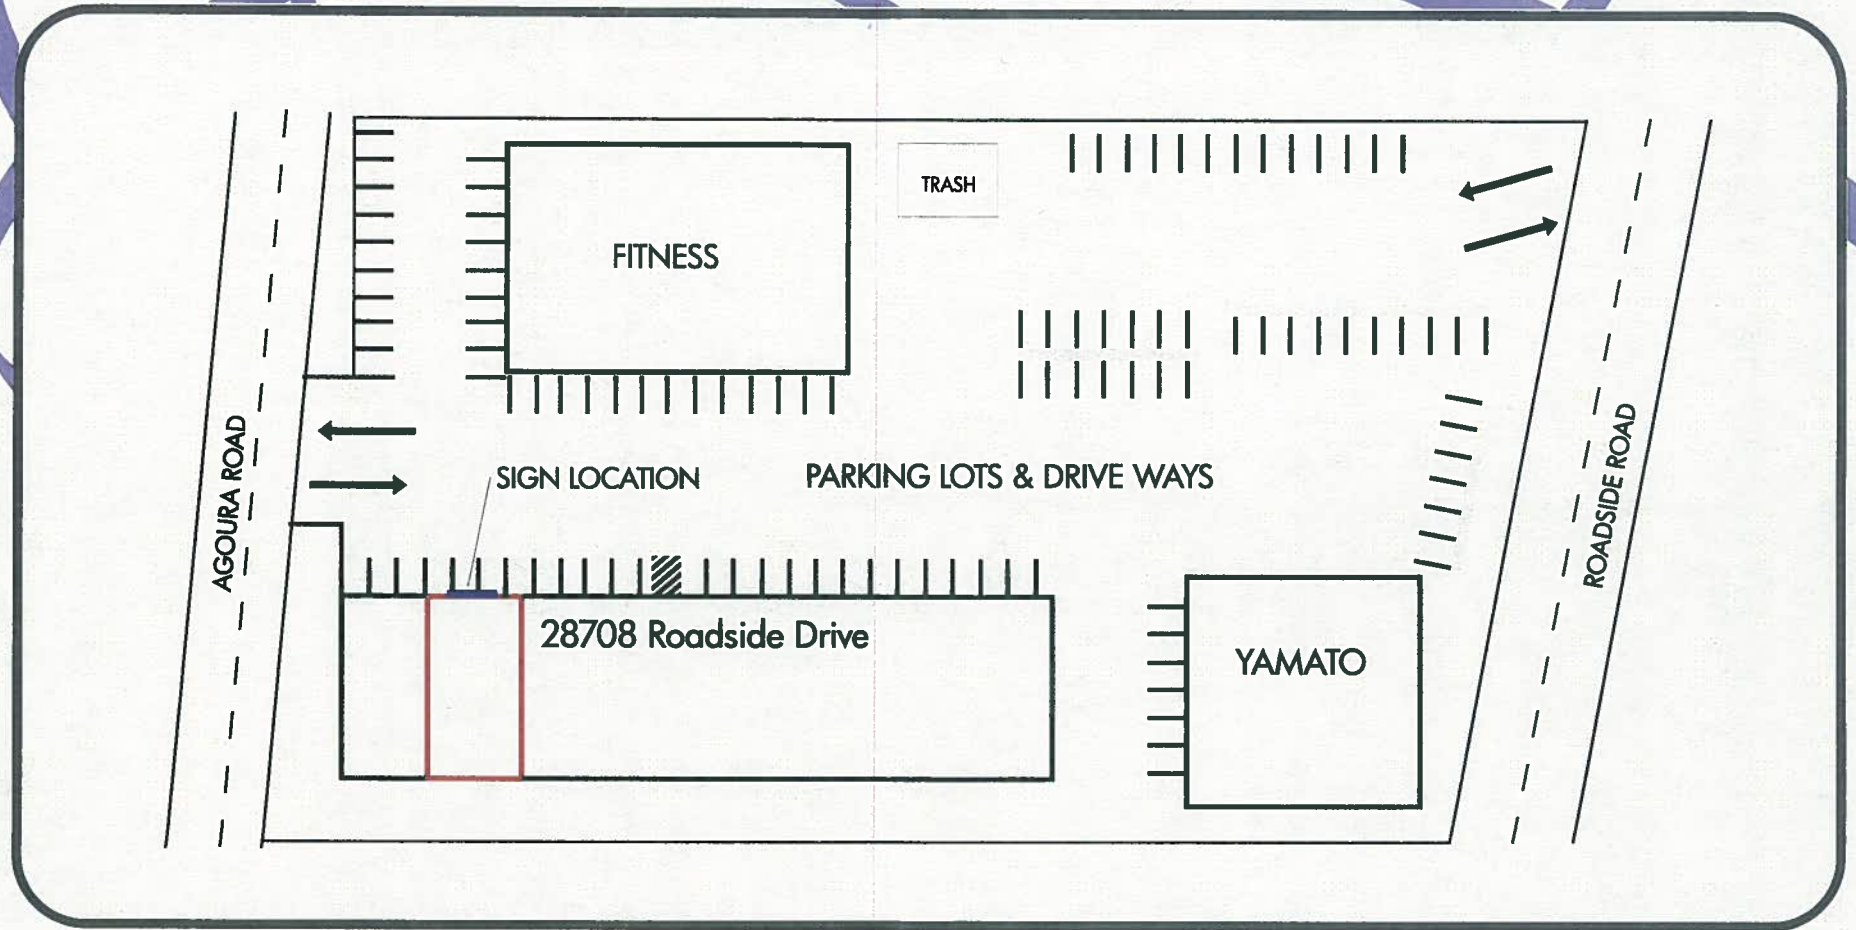 TRASH
FITNESS
SIGN LOCATION
PARKING LOTS & DRIVE WAYS
AGOURA ROAD
ROADSIDE ROAD
28708 Roadside Drive
YAMATO